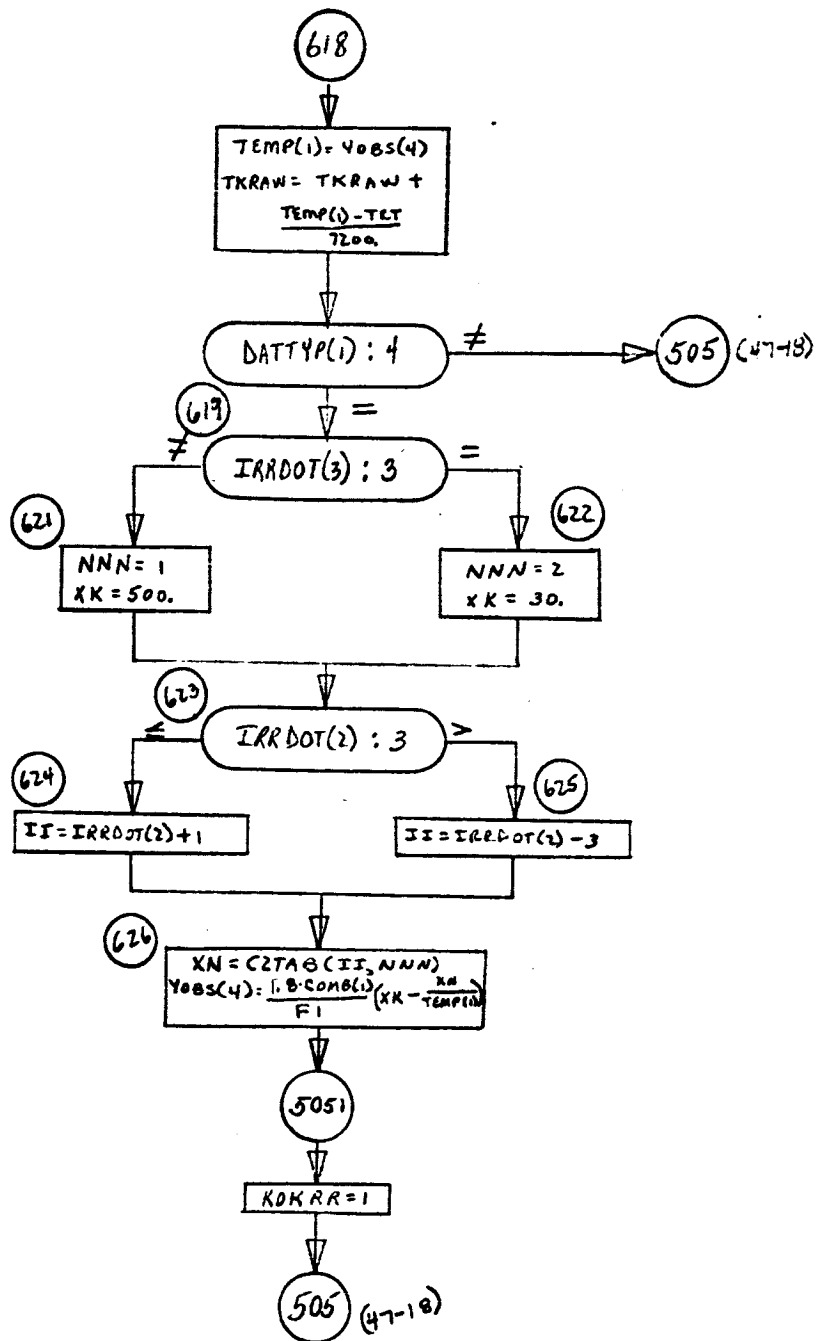 618
TEMP(1)= YOBS(4)
TKRAW= TKRAW +
TEMP(1) - TRT
7200.
DATTYP(1) : 4
≠
505 (47-18)
=
619
≠
IRRDOT(3) : 3
=
621
622
NNN= 1
XK= 500.
NNN= 2
XK= 30.
623
≤
IRRDOT(2) : 3
>
624
625
II=IRRDOT(2)+1
II=IRRDOT(2)-3
626
XN= CZTAB(II, NNN)
YOBS(4)= 1.8·COMB(1) (XK - XN
F1 TEMP(1))
5051
KOKRR=1
505 (47-18)